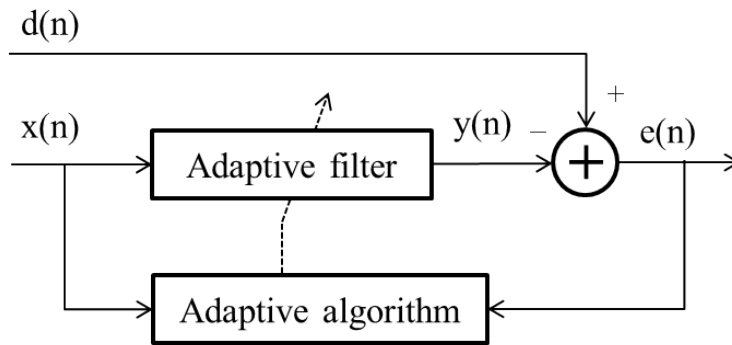 d(n)
+
x(n)
y(n)
−
e(n)
Adaptive filter
+
Adaptive algorithm